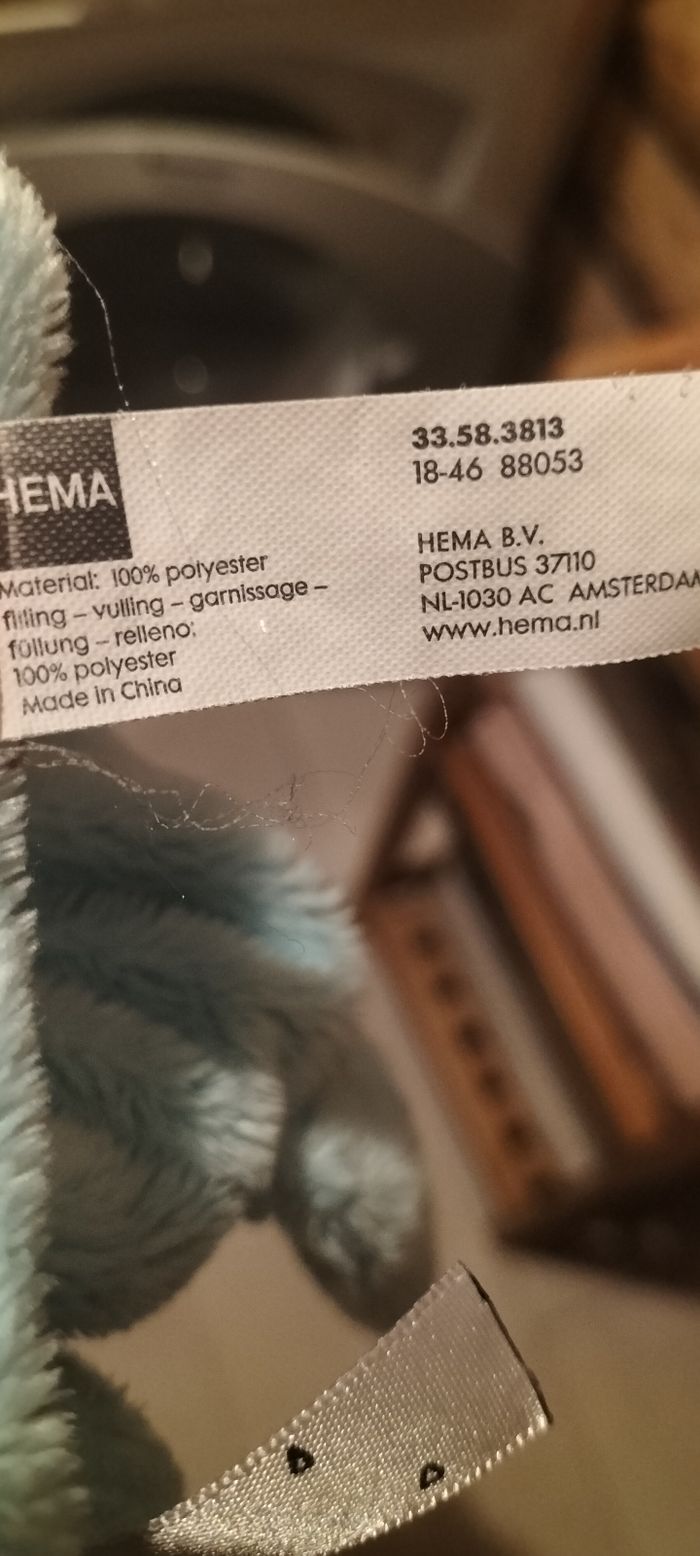 HEMA
Material: 100% polyester
filling – vulling – garnissage –
füllung – relleno:
100% polyester
Made in China
33.58.3813
18-46 88053
HEMA B.V.
POSTBUS 37110
NL-1030 AC AMSTERDAM
www.hema.nl